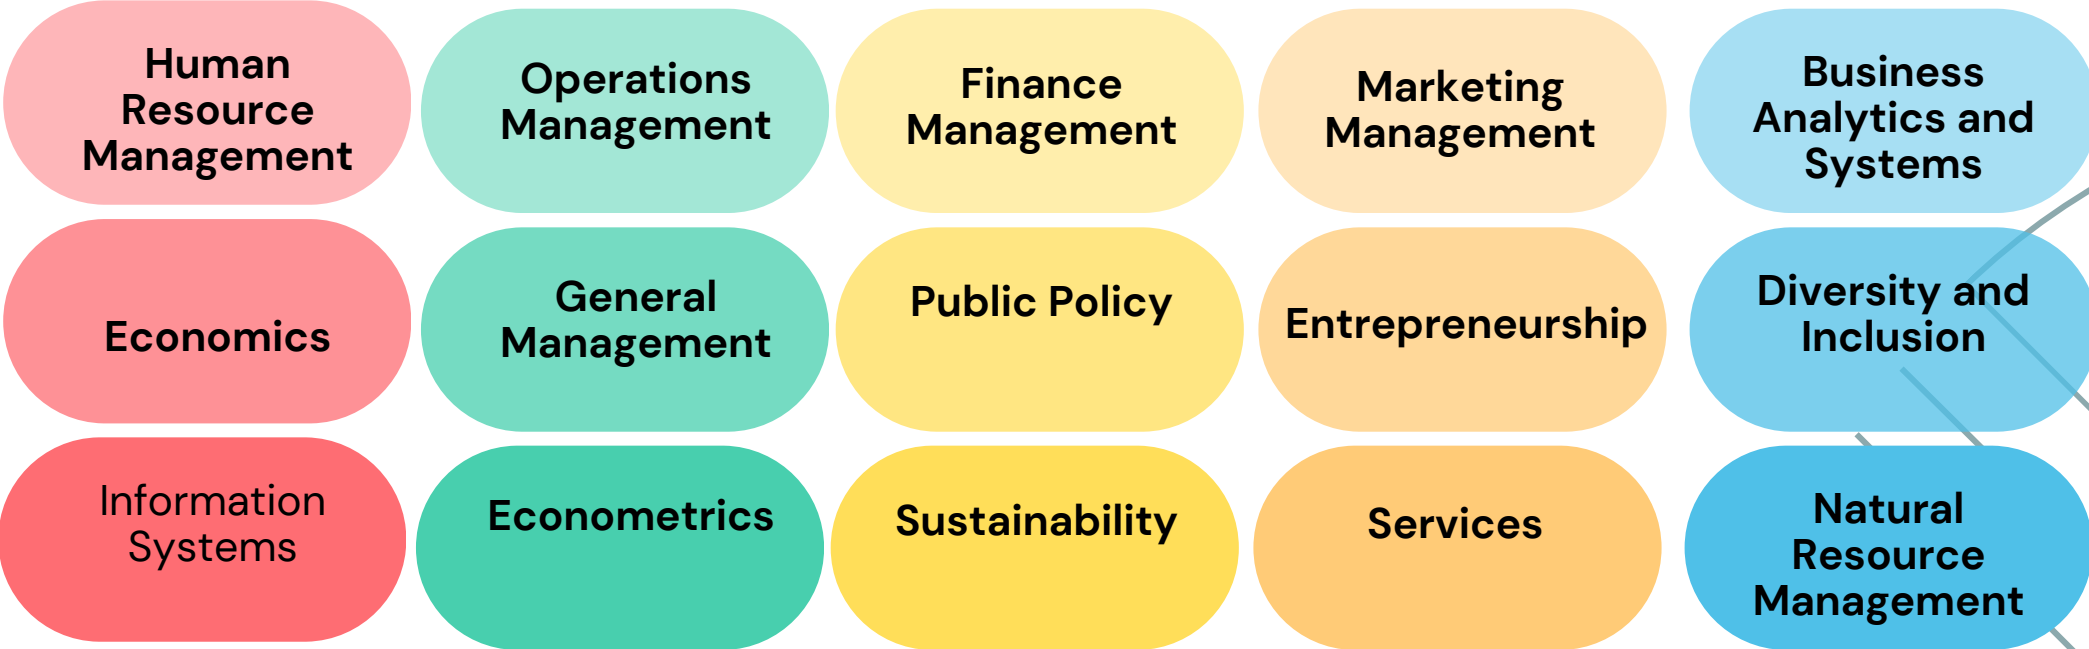 Human
Resource
Management
Operations
Management
Finance
Management
Marketing
Management
Business
Analytics and
Systems
Economics
General
Management
Public Policy
Entrepreneurship
Diversity and
Inclusion
Information
Systems
Econometrics
Sustainability
Services
Natural
Resource
Management